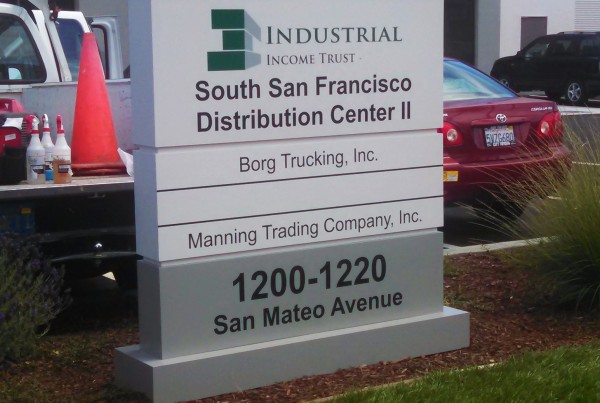 INDUSTRIAL
INCOME TRUST
South San Francisco
Distribution Center II
Borg Trucking, Inc.
Manning Trading Company, Inc.
1200-1220
San Mateo Avenue